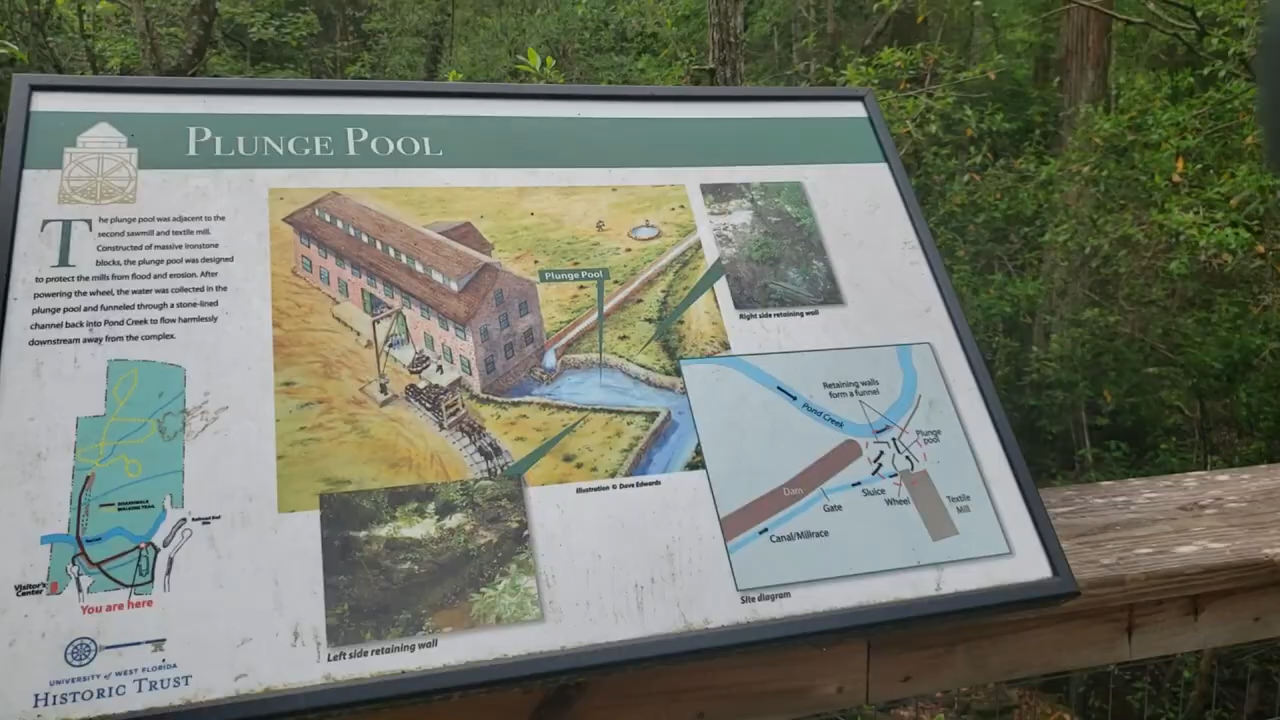 PLUNGE POOL
The plunge pool was adjacent to the
second sawmill and textile mill.
Constructed of massive ironstone
blocks, the plunge pool was designed
to protect the mills from flood and erosion. After
powering the wheel, the water was collected in the
plunge pool and funneled through a stone-lined
channel back into Pond Creek to flow harmlessly
downstream away from the complex.
Plunge Pool
Right side retaining wall
Illustration © Dave Edwards
Left side retaining wall
Retaining walls
form a funnel
Pond Creek
Plunge
pool
Dam
Gate
Sluice
Wheel
Textile
Mill
Canal/Millrace
Site diagram
BOARDWALK
WALKING TRAIL
Visitor's
Center
You are here
UNIVERSITY of WEST FLORIDA
HISTORIC TRUST